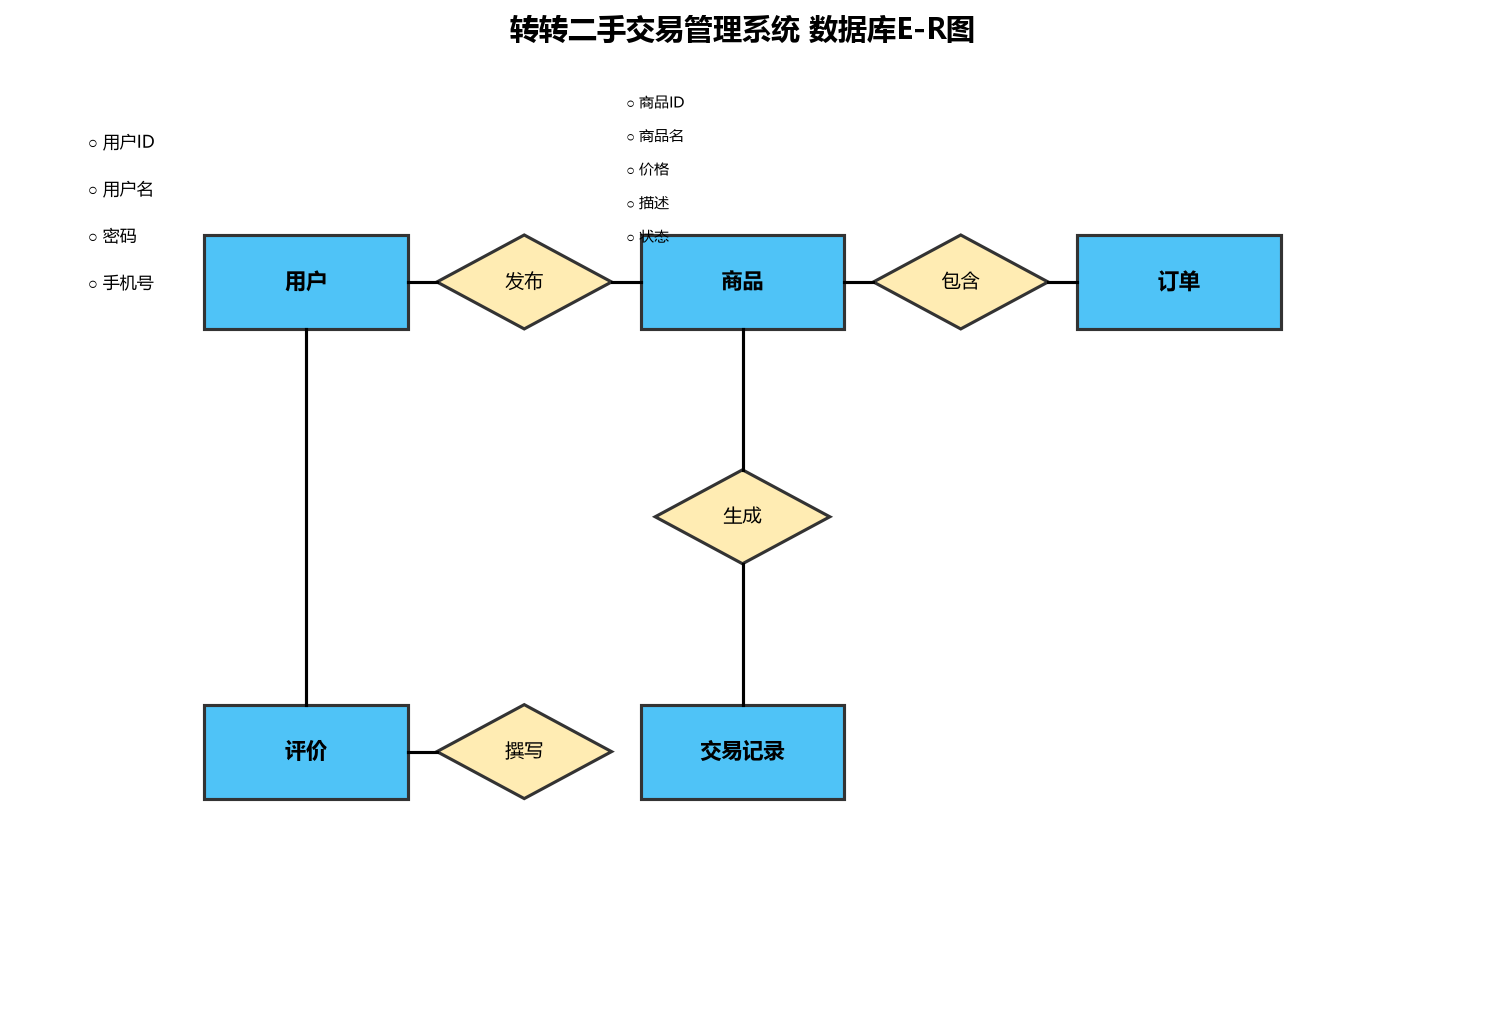 转转二手交易管理系统 数据库E-R图
○ 商品ID
○ 商品名
○ 价格
○ 描述
○ 状态
○ 用户ID
○ 用户名
○ 密码
○ 手机号
用户
发布
商品
包含
订单
生成
评价
撰写
交易记录